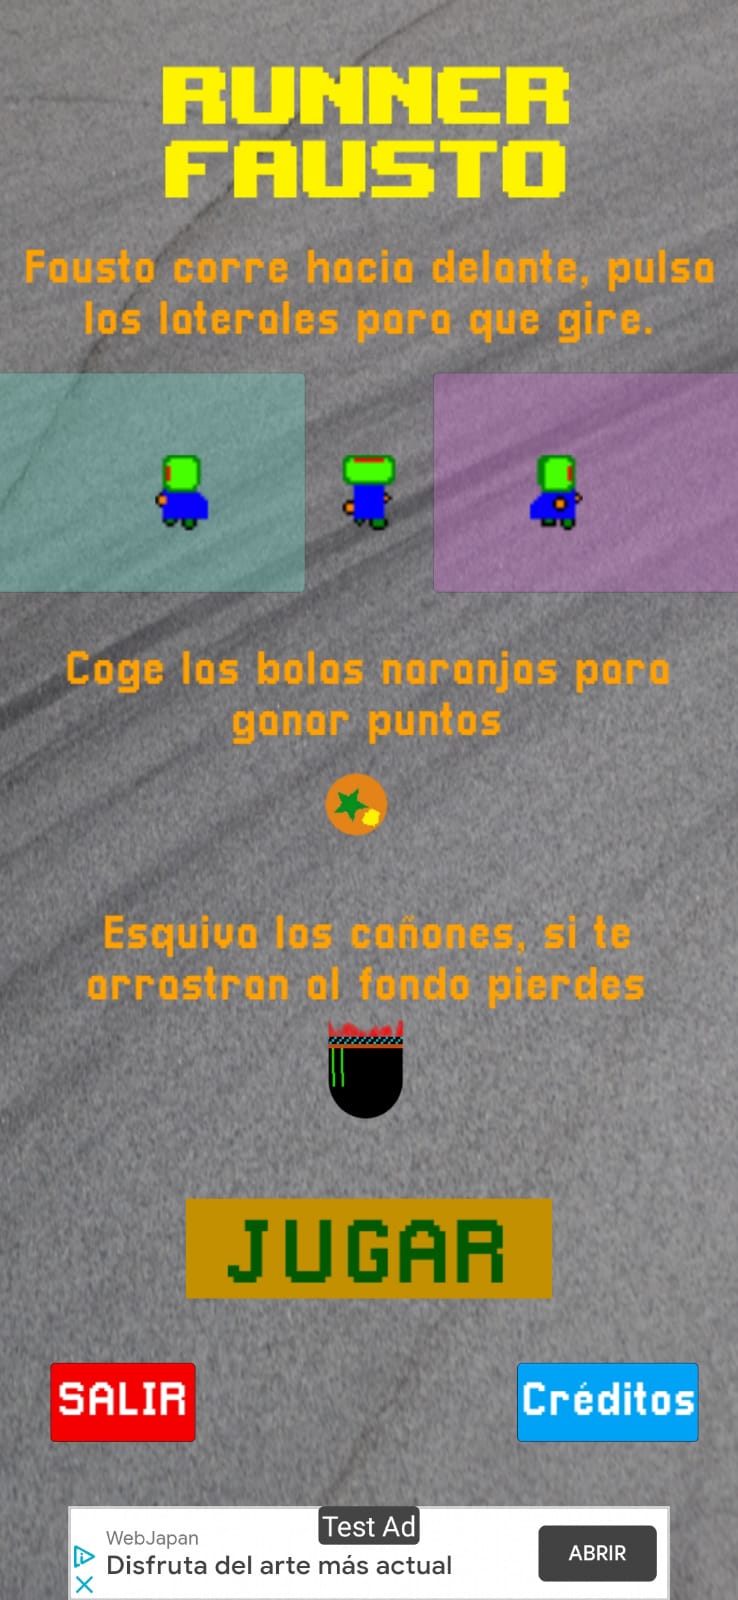 RUNNER
FAUSTO
Fausto corre hacia delante, pulsa
los laterales para que gire.
Coge las bolas naranjas para
ganar puntos
Esquiva los cañones, si te
arrastran al fondo pierdes
JUGAR
SALIR
Créditos
Test Ad
WebJapan
Disfruta del arte más actual
ABRIR